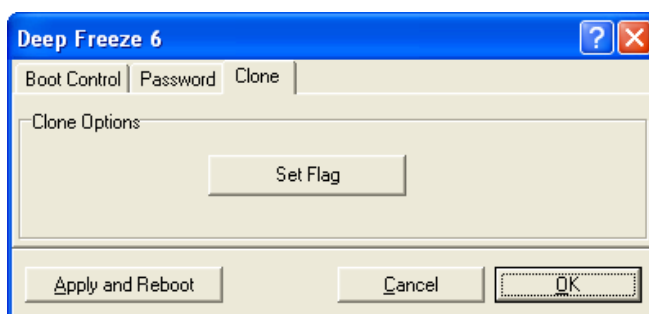 Deep Freeze 6
Boot Control Password Clone
Clone Options
Set Flag
Apply and Reboot Cancel OK